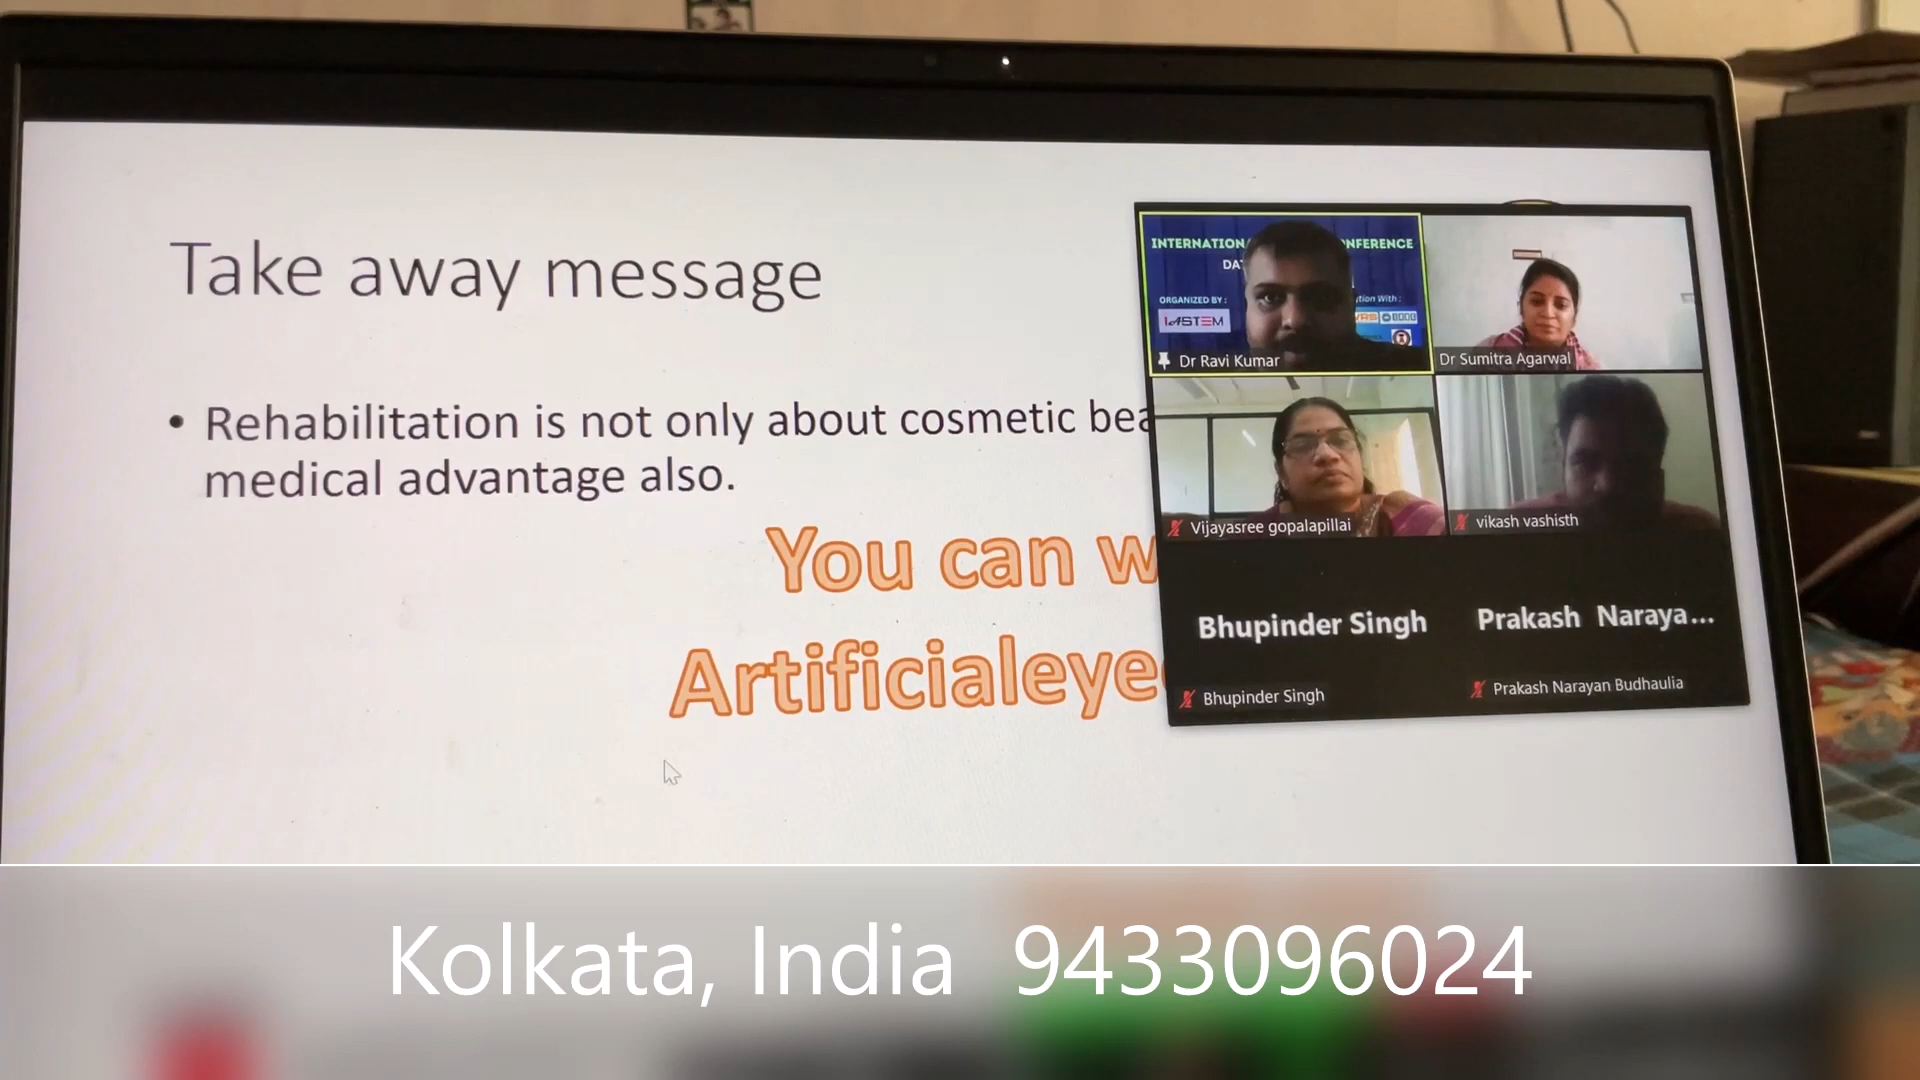 Take away message
• Rehabilitation is not only about cosmetic
medical advantage also.
You can
INTERNATION NFERENCE
ORGANIZED BY :
IASTEM
tion With :
Dr Ravi Kumar
Dr Sumitra Agarwal
Vijayasree gopalapillai
vikash vashisth
Bhupinder Singh
Prakash Naraya...
Bhupinder Singh
Prakash Narayan Budhaulia
Kolkata, India 9433096024